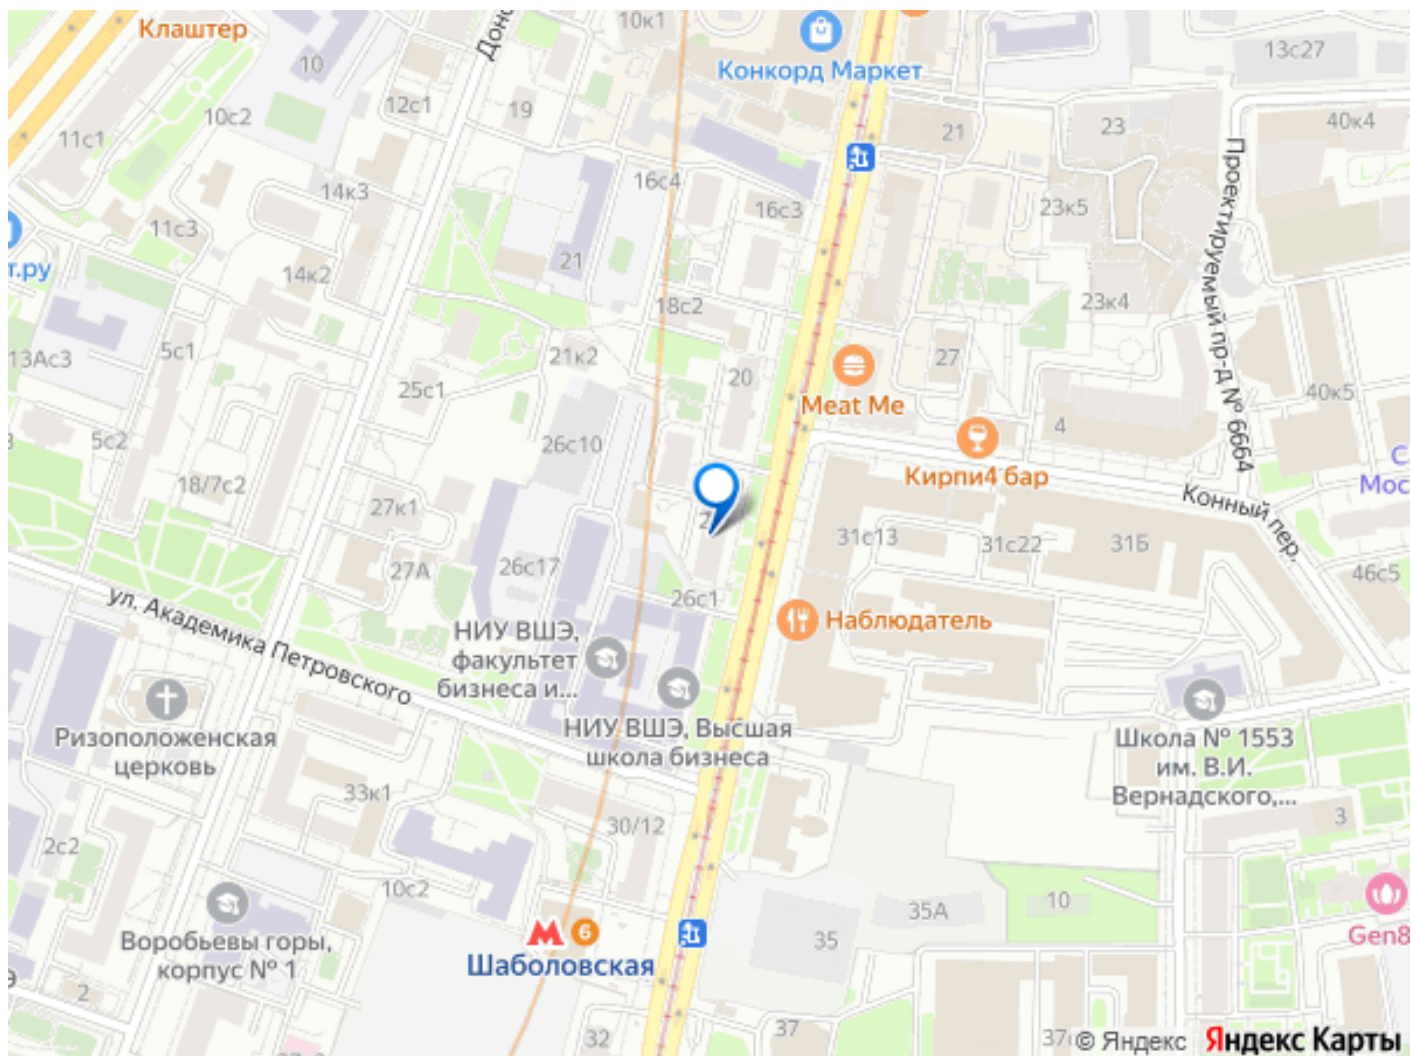 Клаштер
10к1
Конкорд Маркет
13с27
10
10с2
12с1
19
11с1
21
23
40к4
16с4
14к3
16с3
23к5
11с3
21
т.ру
14к2
18с2
23к4
Проектируемый пр-д № 6664
13Ас3
5с1
21к2
20
27
25с1
Meat Me
40к5
4
5с2
26с10
Кирпи4 бар
18/7с2
27к1
Конный пер.
31с13
31с22
31Б
27А
26с17
46с5
26с1
ул. Академика Петровского
НИУ ВШЭ,
факультет
бизнеса и...
Наблюдатель
НИУ ВШЭ, Высшая
школа бизнеса
Ризоположенская
церковь
Школа № 1553
им. В.И.
Вернадского,...
33к1
30/12
3
2с2
10с2
35А
10
35
Воробьевы горы,
корпус № 1
6
Шаболовская
Gen8
2
32
37
© Яндекс
Яндекс Карты